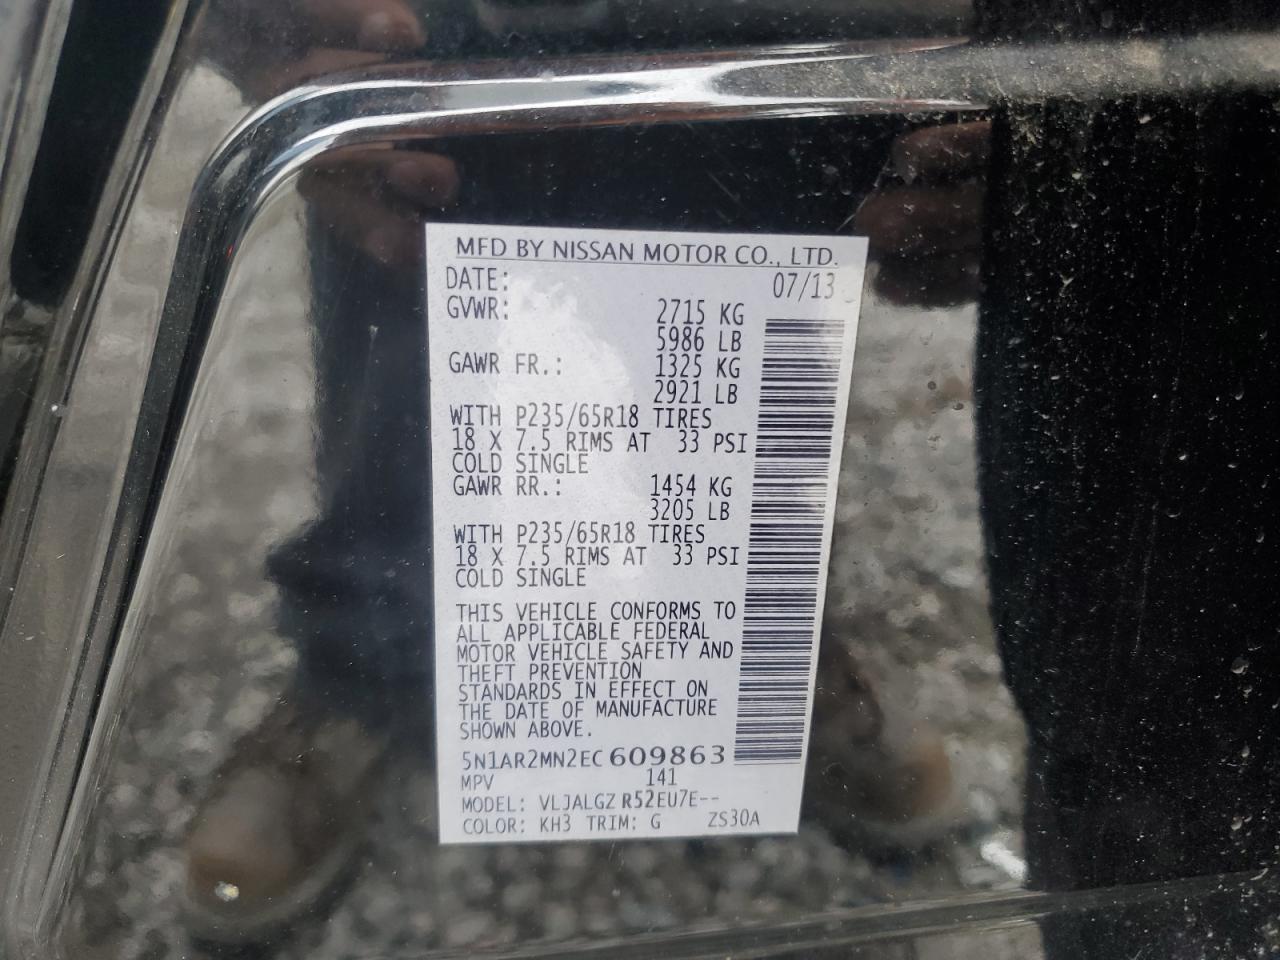 MFD BY NISSAN MOTOR CO., LTD.
DATE: 07/13
GVWR: 2715 KG
5986 LB
GAWR FR.: 1325 KG
2921 LB
WITH P235/65R18 TIRES
18 X 7.5 RIMS AT 33 PSI
COLD SINGLE
GAWR RR.: 1454 KG
3205 LB
WITH P235/65R18 TIRES
18 X 7.5 RIMS AT 33 PSI
COLD SINGLE
THIS VEHICLE CONFORMS TO
ALL APPLICABLE FEDERAL
MOTOR VEHICLE SAFETY AND
THEFT PREVENTION
STANDARDS IN EFFECT ON
THE DATE OF MANUFACTURE
SHOWN ABOVE.
5N1AR2MN2EC609863
MPV 141
MODEL: VLJALGZ R52EU7E--
COLOR: KH3 TRIM: G ZS30A